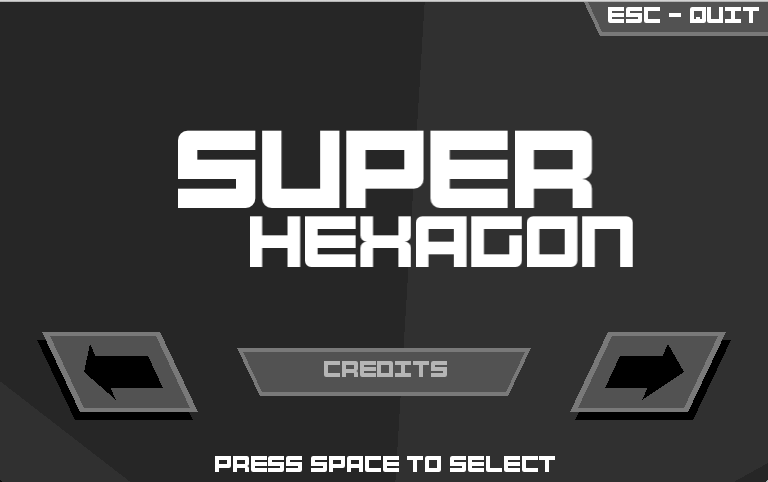 ESC - QUIT
SUPER
HEXAGON
CREDITS
PRESS SPACE TO SELECT